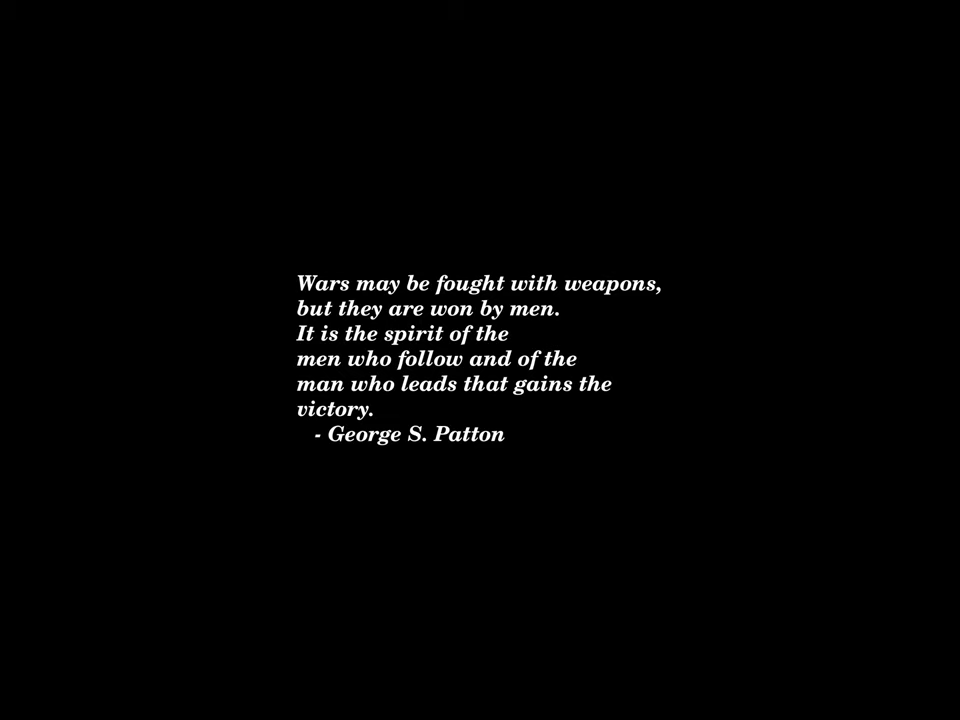 Wars may be fought with weapons,
but they are won by men.
It is the spirit of the
men who follow and of the
man who leads that gains the
victory.
- George S. Patton